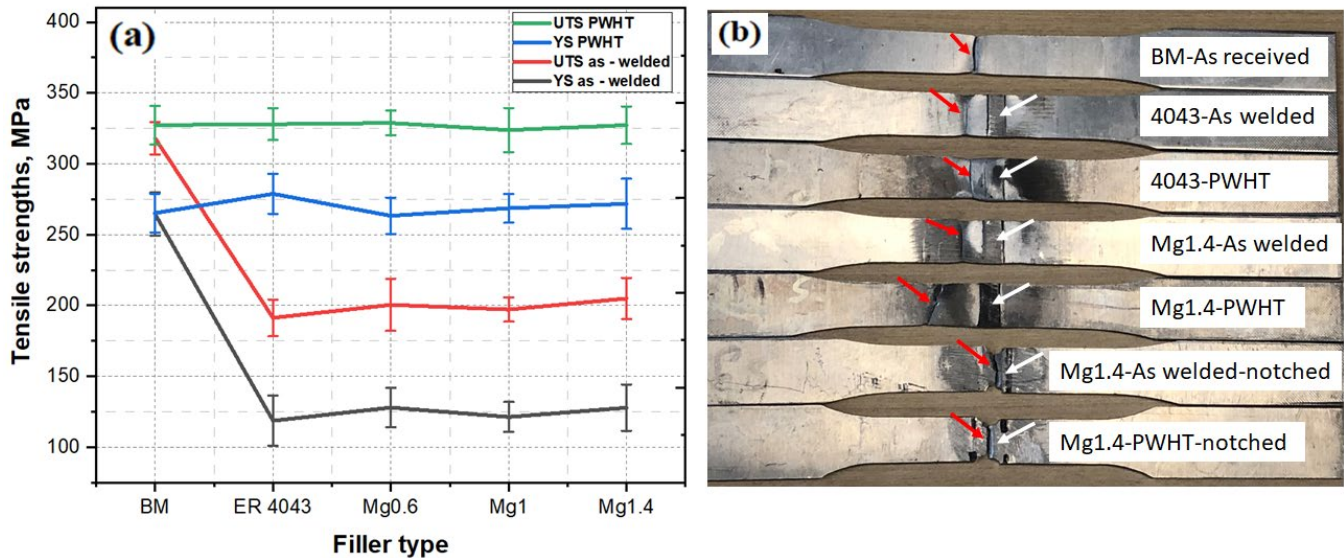 (a)
UTS PWHT
YS PWHT
UTS as - welded
YS as - welded
Tensile strengths, MPa
400
350
300
250
200
150
100
BM
ER 4043
Mg0.6
Mg1
Mg1.4
Filler type
(b)
BM-As received
4043-As welded
4043-PWHT
Mg1.4-As welded
Mg1.4-PWHT
Mg1.4-As welded-notched
Mg1.4-PWHT-notched